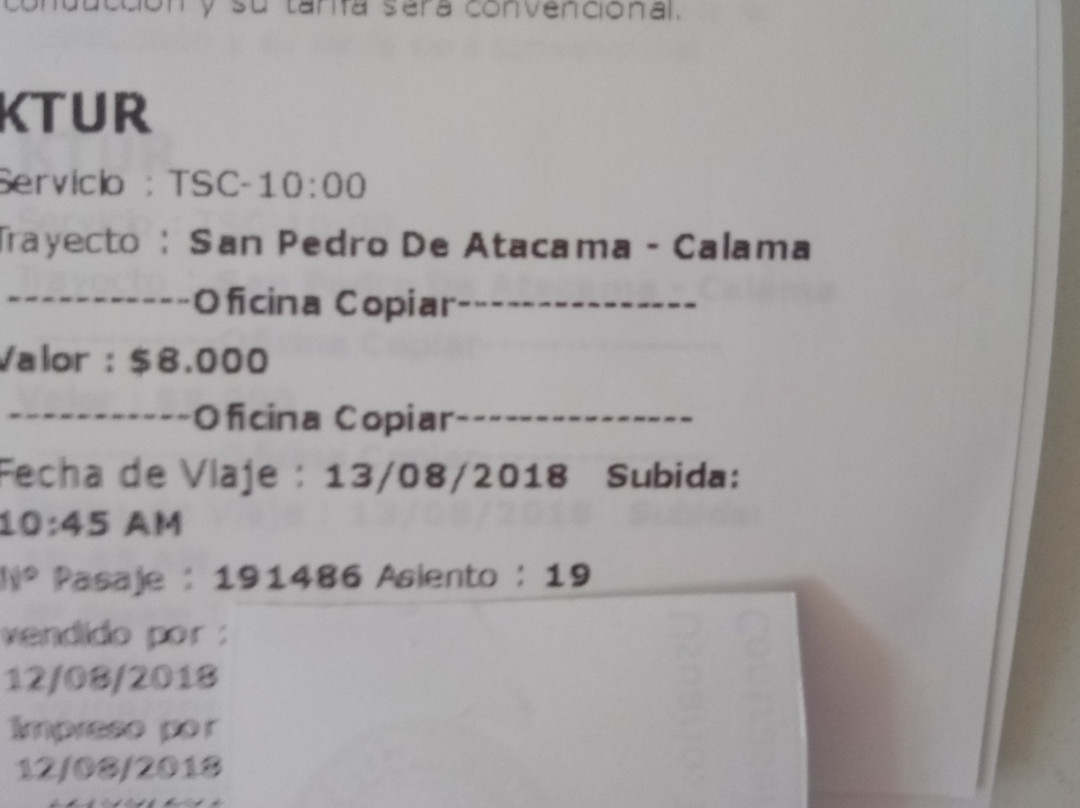 conducción y su tarifa será convencional.
KTUR
Servicio : TSC-10:00
Trayecto : San Pedro De Atacama - Calama
-----------Oficina Copiar---------------
Valor : $8.000
-----------Oficina Copiar---------------
Fecha de Viaje : 13/08/2018 Subida:
10:45 AM
Nº Pasaje : 191486 Asiento : 19
vendido por :
12/08/2018
Impreso por
12/08/2018